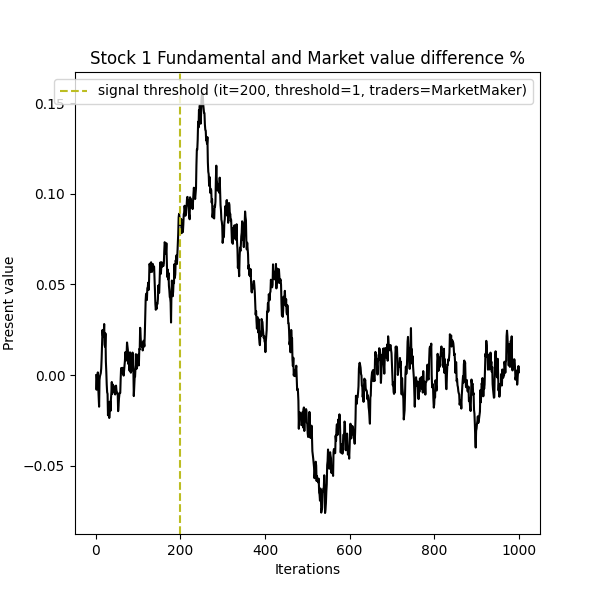 Stock 1 Fundamental and Market value difference %
signal threshold (it=200, threshold=1, traders=MarketMaker)
0.15
0.10
0.05
0.00
−0.05
Present value
0
200
400
600
800
1000
Iterations